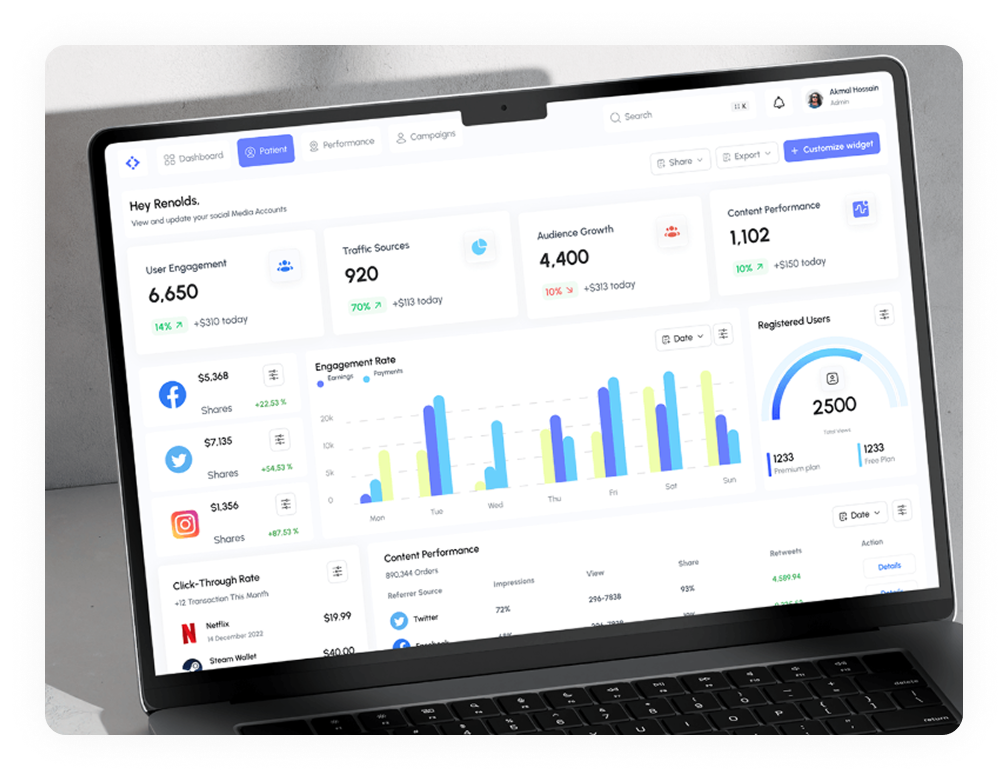 Dashboard
Patient
Performance
Campaigns
Search
K
Akmal Hossain
Admin
Hey Renolds.
View and update your social Media Accounts
Share
Export
+ Customize widget
User Engagement
6,650
14% ↗ +$310 today
Traffic Sources
920
70% ↗ +$113 today
Audience Growth
4,400
10% ↘ +$313 today
Content Performance
1,102
10% ↗ +$150 today
$5,368
Shares
+22.53 %
$7,135
Shares
+54.53 %
$1,356
Shares
+87.53 %
Engagement Rate
Earnings
Payments
Date
20k
10k
5k
0
Mon
Tue
Wed
Thu
Fri
Sat
Sun
Registered Users
2500
Total Views
1233
Premium plan
1233
Free Plan
Click-Through Rate
+12 Transaction This Month
Netflix
14 December 2022
$19.99
Steam Wallet
$40.00
Content Performance
890,344 Orders
Date
Referrer Source
Impressions
View
Share
Retweets
Action
Twitter
72%
296-7838
93%
4,589.94
Details
Facebook
delete
return